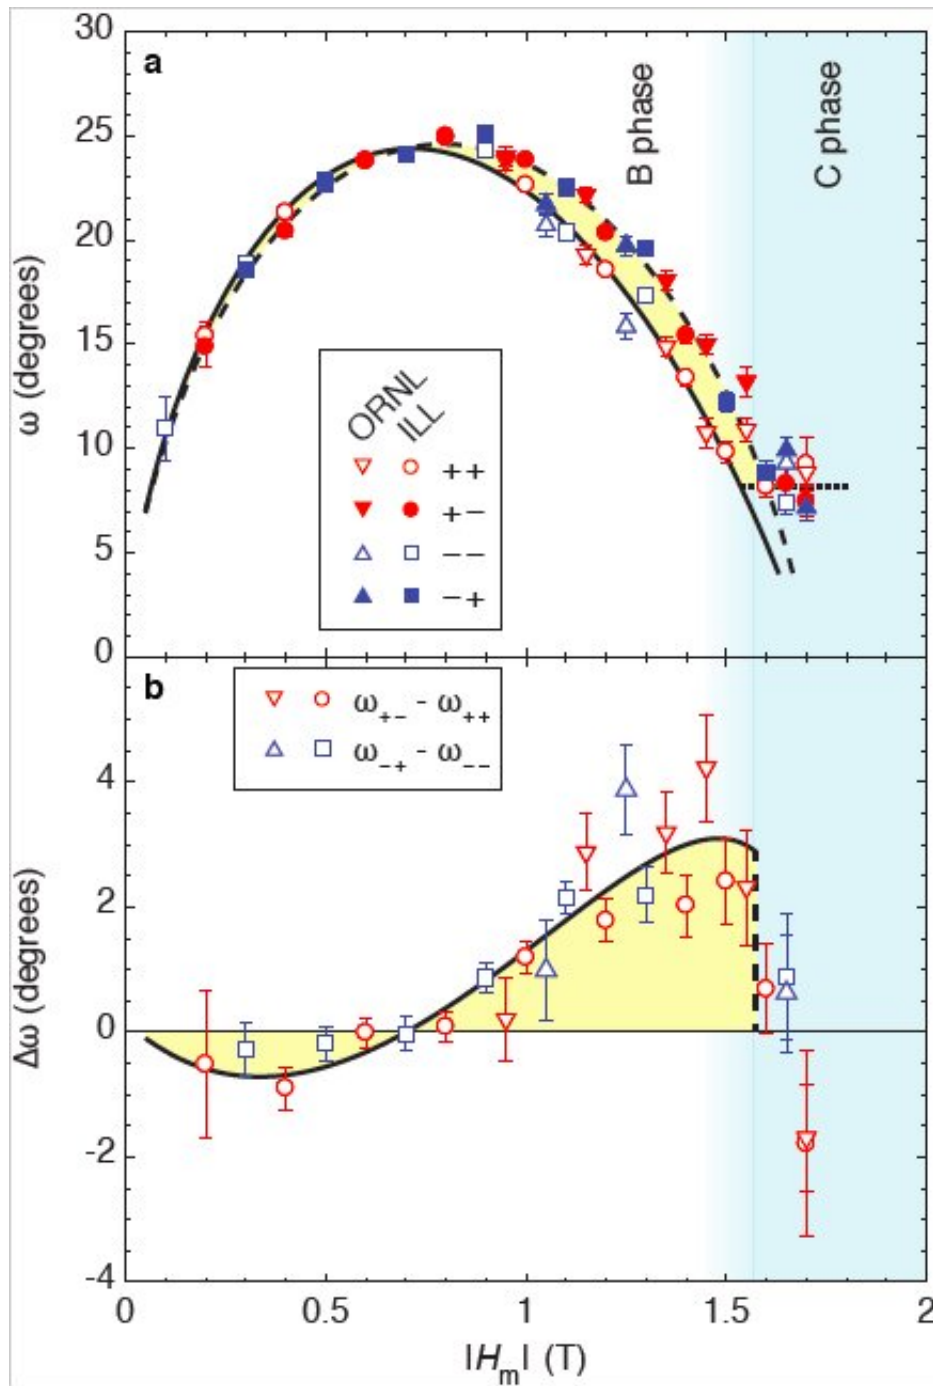 30
a
25
20
15
10
5
0
ω (degrees)
B phase
C phase
ORNL
ILL
++
+−
−−
−+
b
ω+- - ω++
ω-+ - ω--
4
2
0
-2
-4
Δω (degrees)
0
0.5
1
1.5
2
|Hm| (T)